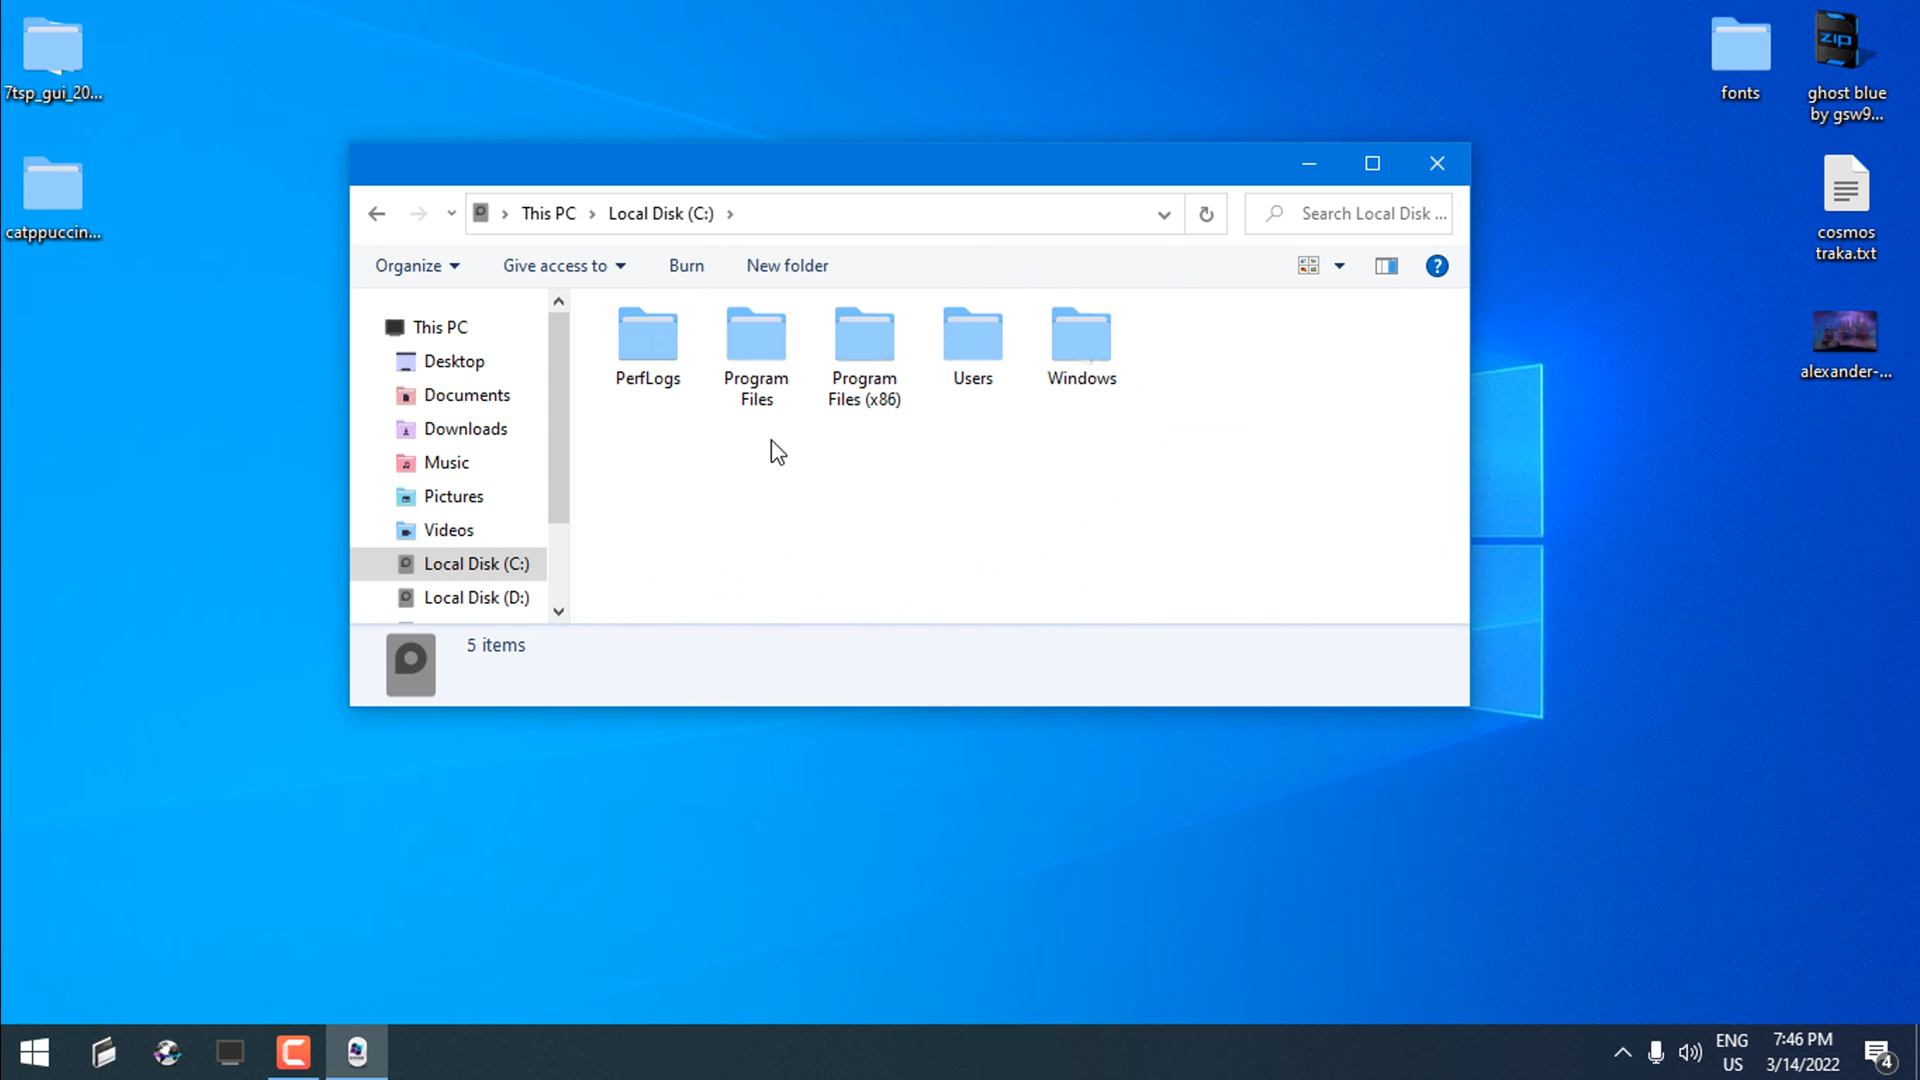 7tsp_gui_20...
catppuccin...
fonts
ghost blue
by gsw9...
cosmos
traka.txt
alexander-...
This PC
Local Disk (C:)
Search Local Disk ...
Organize
Give access to
Burn
New folder
This PC
Desktop
Documents
Downloads
Music
Pictures
Videos
Local Disk (C:)
Local Disk (D:)
PerfLogs
Program
Files
Program
Files (x86)
Users
Windows
5 items
ZIP
ENG
US
7:46 PM
3/14/2022
4